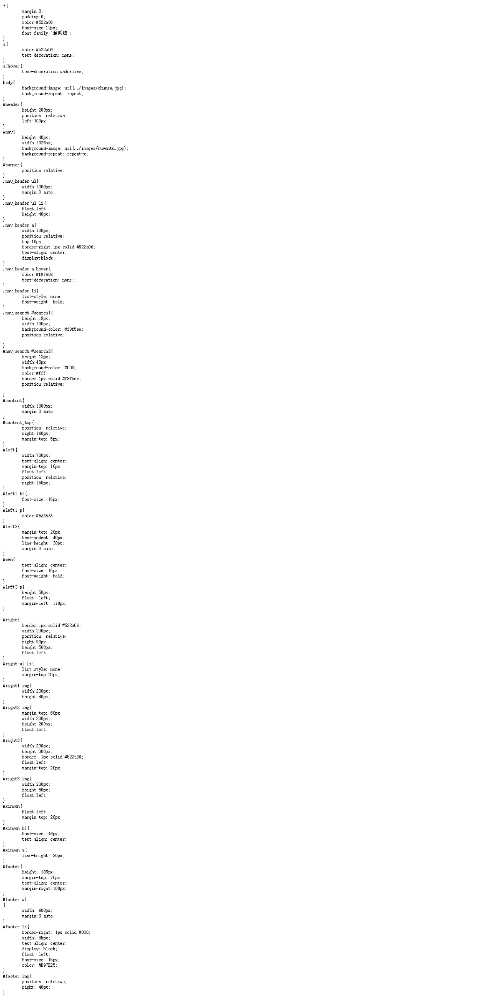 *{
	margin:0;
	padding:0;
	color:#522a06;
	font-size:12px;
	font-family:'瀹嬩綋';
}
a{
	color:#522a06;
	text-decoration: none;
}
a:hover{
	text-decoration:underline;
}
body{
	background-image: url(../images/chunse.jpg);
	background-repeat: repeat;
}
#header{
	height:200px;
	position: relative;
	left:100px;
}
#nav{
	height:40px;
	width:1025px;
	background-image: url(../images/muwentu.jpg);
	background-repeat: repeat-x;
}
#banner{
	position:relative;
}
.nav_header ul{
	width:1000px;
	margin:0 auto;
}
.nav_header ul li{
	float:left;
	height:40px;
}
.nav_header a{
	width:100px;
	position:relative;
	top:10px;
	border-right:1px solid #522a06;
	text-align: center;
	display:block;
}
.nav_header a:hover{
	color:#f9f603;
	text-decoration: none;
}
.nav_header li{
	list-style: none;
	font-weight: bold;
}
.nav_search #search1{
	height:19px;
	width:100px;
	background-color: #f8f5ee;
	position:relative;

}
#nav_search #search2{
	height:12px;
	width:40px;
	background-color: #000;
	color:#fff;
	border:1px solid #f8f5ee;
	position:relative;

}
#content{
	width:1000px;
	margin:0 auto;
}
#content_top{
	position: relative;
	right:160px;
	margin-top: 5px;
}
#left{
	width:700px;
	text-align: center;
	margin-top: 10px;
	float:left;
	position: relative;
	right:150px;
}
#left1 h1{
	font-size: 16px;
}
#left1 p{
	color:#AAAAAA;
}
#left2{
	margin-top: 20px;
	text-indent: 40px;
	line-height: 30px;
	margin:0 auto;
}
#wen{
	text-align: center;
	font-size: 16px;
	font-weight: bold;
}
#left3 p{
	height:50px;
	float: left;
	margin-left: 170px;
}

#right{
	border:1px solid #522a06;
	width:230px;
	position: relative;
	right:90px;
	height:560px;
	float:left;
}
#right ul li{
	list-style: none;
	margin-top:20px;
}
#right1 img{
	width:230px;
	height:40px;
}
#right2 img{
	margin-top: 60px;
	width:230px;
	height:200px;
	float:left;
}
#right3{
	width:230px;
	height:300px;
	border: 1px solid #522a06;
	float:left;
	margin-top: 20px;
}
#right3 img{
	width:230px;
	height:50px;
	float:left;
}
#xinwen{
	float:left;
	margin-top: 20px;
}
#xinwen h1{
	font-size: 16px;
	text-align: center;
}
#xinwen a{
	line-height: 20px;
}
#footer{
	height: 105px;
	margin-top: 70px;
	text-align: center;
	margin-right:100px;
}
#footer ul
{
	width: 600px;
	margin:0 auto;
}
#footer li{
	border-right: 1px solid #000;
	width: 85px;
	text-align: center;
	display: block;
	float: left;
	font-size: 15px;
	color: #B97E25;
}
#footer img{
	position: relative;
	right: 40px;
}